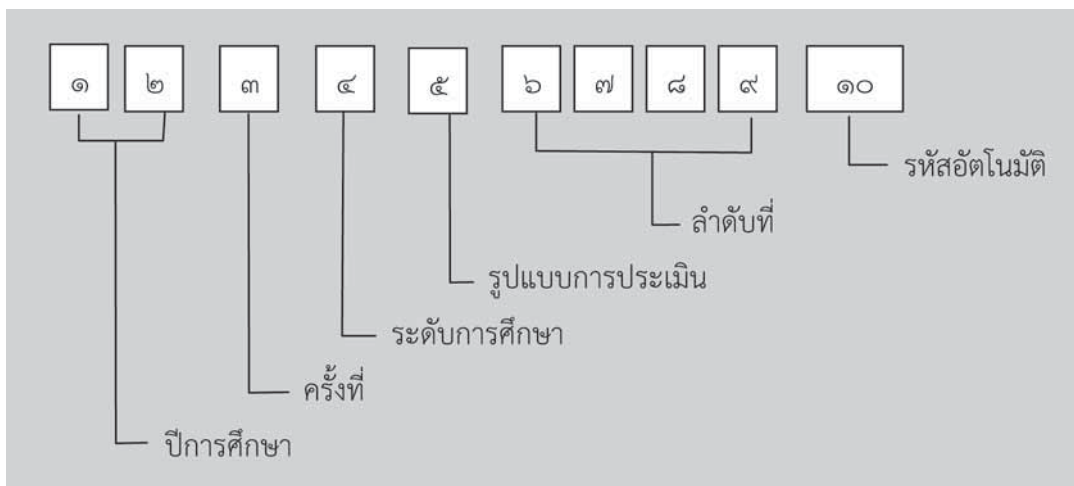 ๑ ๒ ๓ ๔ ๕ ๖ ๗ ๘ ๙ ๑๐
รหัสอัตโนมัติ
ลำดับที่
รูปแบบการประเมิน
ระดับการศึกษา
ครั้งที่
ปีการศึกษา